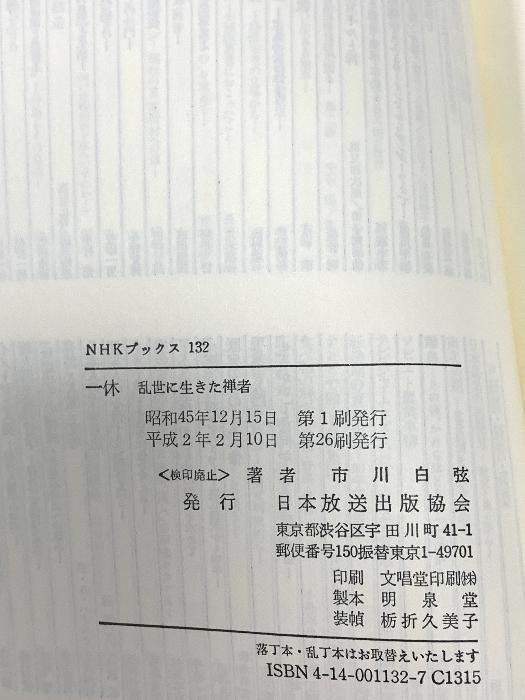 NHKブックス 132
一休 乱世に生きた禅者
昭和45年12月15日 第1刷発行
平成2年2月10日 第26刷発行
<検印廃止> 著者 市川白弦
発行 日本放送出版協会
東京都渋谷区宇田川町41-1
郵便番号150振替東京1-49701
印刷 文唱堂印刷㈱
製本 明泉堂
装幀 栃折久美子
落丁本・乱丁本はお取替えいたします
ISBN 4-14-001132-7 C1315